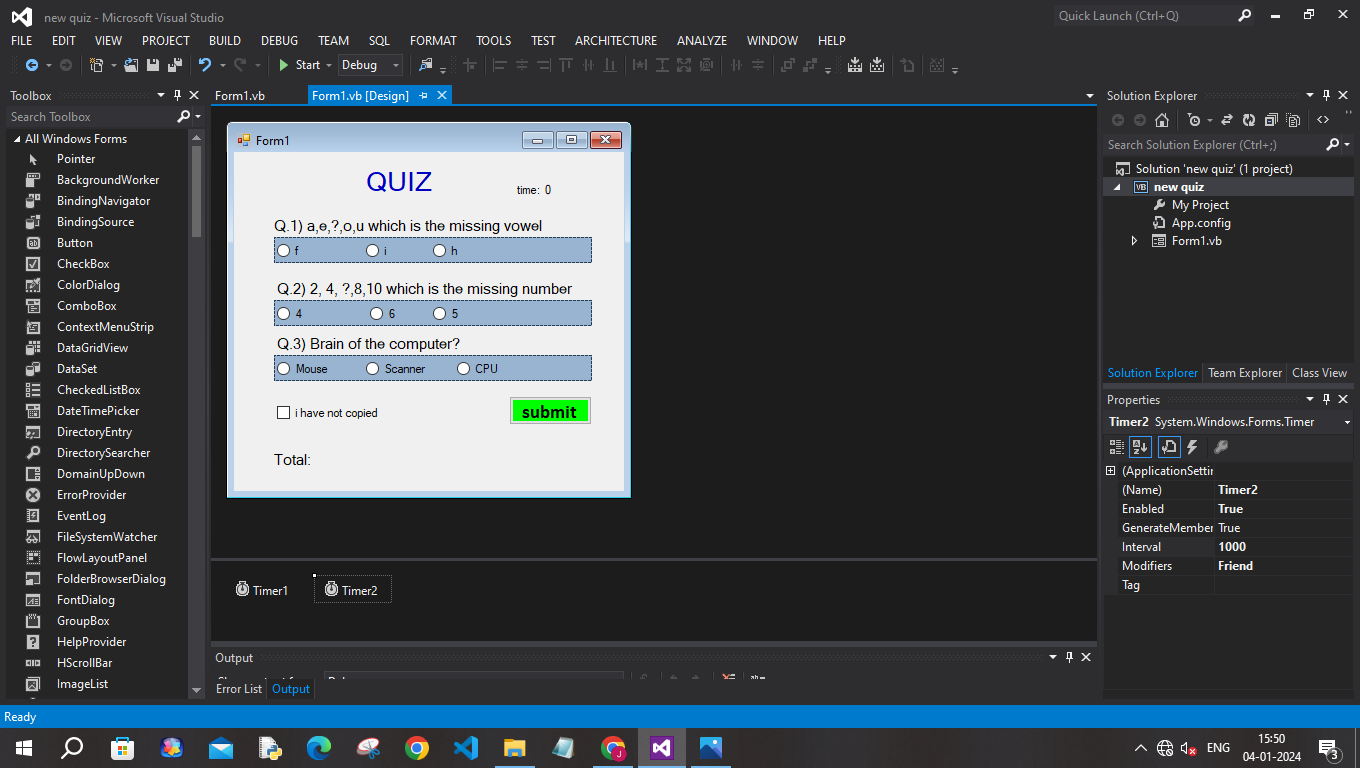 new quiz - Microsoft Visual Studio
Quick Launch (Ctrl+Q)
FILE EDIT VIEW PROJECT BUILD DEBUG TEAM SQL FORMAT TOOLS TEST ARCHITECTURE ANALYZE WINDOW HELP
Start Debug
Toolbox
Search Toolbox
All Windows Forms
Pointer
BackgroundWorker
BindingNavigator
BindingSource
Button
CheckBox
ColorDialog
ComboBox
ContextMenuStrip
DataGridView
DataSet
CheckedListBox
DateTimePicker
DirectoryEntry
DirectorySearcher
DomainUpDown
ErrorProvider
EventLog
FileSystemWatcher
FlowLayoutPanel
FolderBrowserDialog
FontDialog
GroupBox
HelpProvider
HScrollBar
ImageList
Form1.vb Form1.vb [Design]
Form1
QUIZ
time: 0
Q.1) a,e,?,o,u which is the missing vowel
f i h
Q.2) 2, 4, ?,8,10 which is the missing number
4 6 5
Q.3) Brain of the computer?
Mouse Scanner CPU
i have not copied
submit
Total:
Timer1 Timer2
Output
Error List Output
Solution Explorer
Search Solution Explorer (Ctrl+;)
Solution 'new quiz' (1 project)
VB new quiz
My Project
App.config
Form1.vb
Solution Explorer Team Explorer Class View
Properties
Timer2 System.Windows.Forms.Timer
(ApplicationSettin
(Name) Timer2
Enabled True
GenerateMember True
Interval 1000
Modifiers Friend
Tag
Ready
J
ENG
15:50
04-01-2024
3